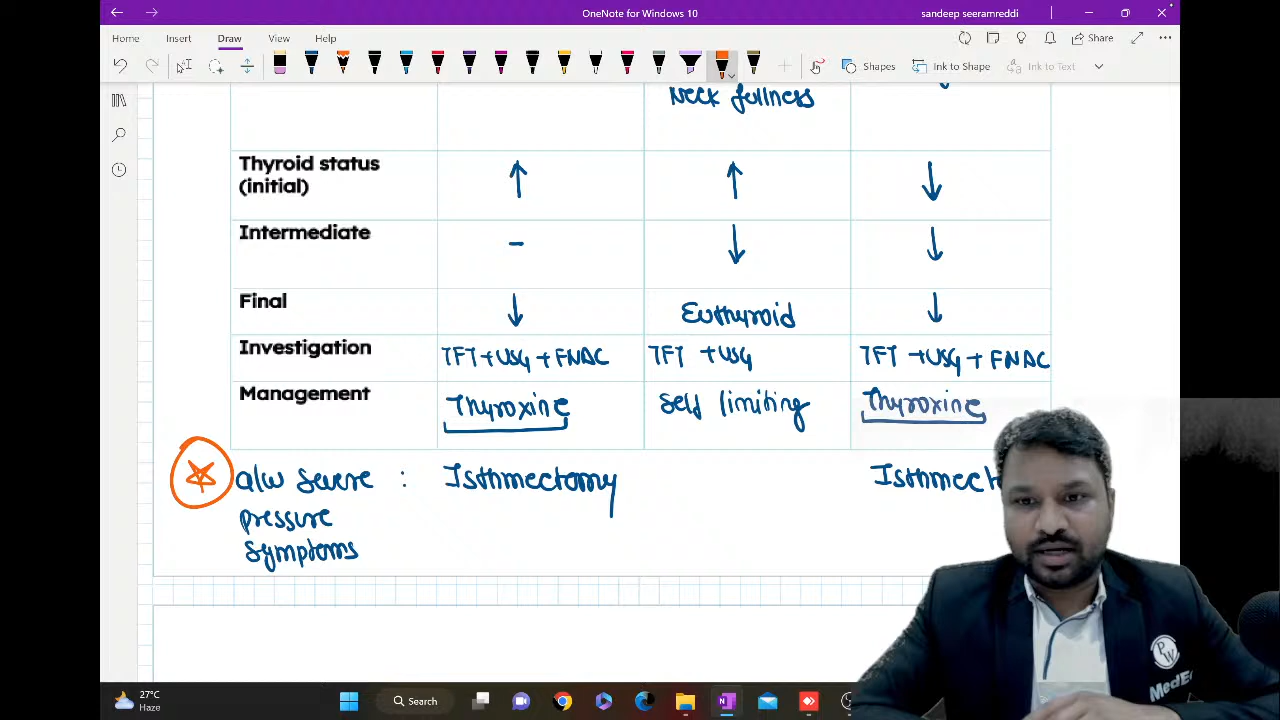 OneNote for Windows 10
sandeep seeramreddi
Home Insert Draw View Help
Share
Shapes Ink to Shape Ink to Text
Neck fullness
Thyroid status ↑ ↑ ↓
(initial)
Intermediate - ↓ ↓
Final ↓ Euthyroid ↓
Investigation TFT+USG+FNAC TFT +USG TFT +USG+FNAC
Management Thyroxine Self limiting Thyroxine
a/w severe : Isthmectomy Isthmect
pressure
symptoms
PW
MedE
27°C
Haze
Search